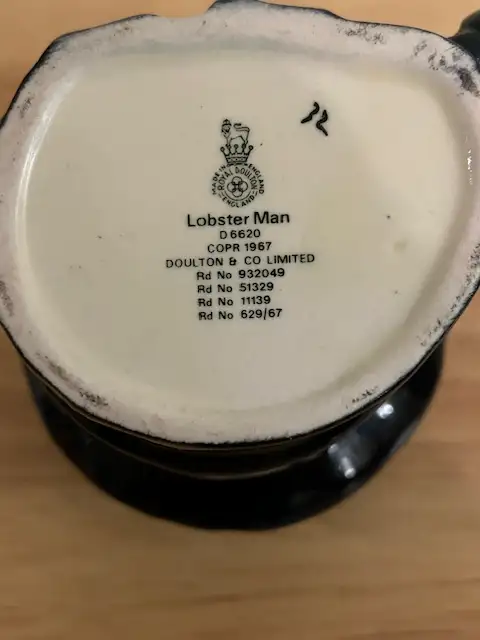 32
MADE IN ENGLAND
ROYAL DOULTON
ENGLAND
Lobster Man
D 6620
COPR 1967
DOULTON & CO LIMITED
Rd No 932049
Rd No 51329
Rd No 11139
Rd No 629/67